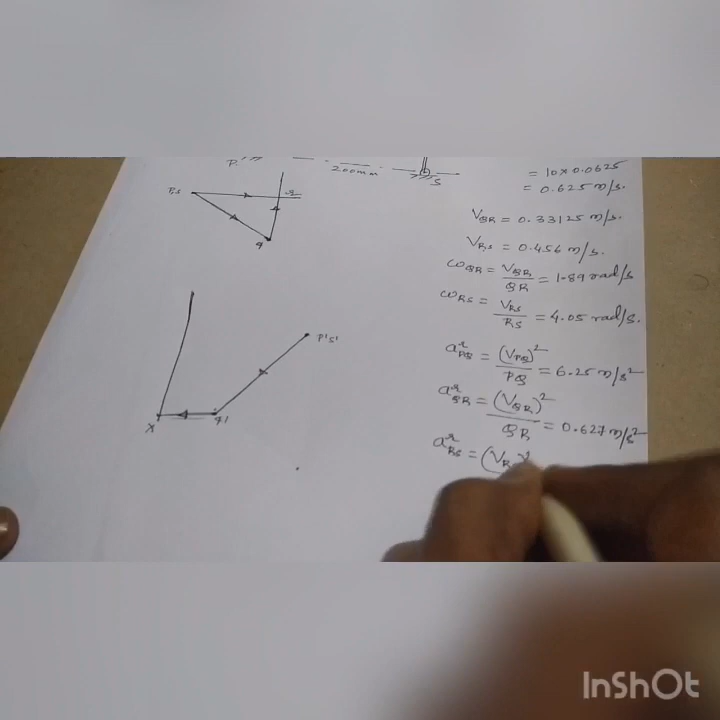 P.
200mm
S
= 10 x 0.0625
= 0.625 m/s.
P,S
r
q
V_QR = 0.33125 m/s.
V_RS = 0.456 m/s.
ω_QR = V_QR / QR = 1.89 rad/s
ω_RS = V_RS / RS = 4.05 rad/s.
a^r_PQ = (V_PQ)^2 / PQ = 6.25 m/s^2
a^r_QR = (V_QR)^2 / QR = 0.627 m/s^2
a^r_RS = (V_R
P's'
q'
x
InShOt